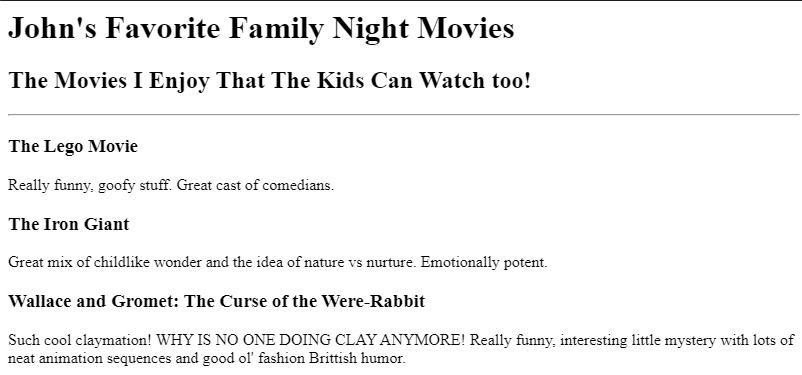 John's Favorite Family Night Movies
The Movies I Enjoy That The Kids Can Watch too!
The Lego Movie
Really funny, goofy stuff. Great cast of comedians.
The Iron Giant
Great mix of childlike wonder and the idea of nature vs nurture. Emotionally potent.
Wallace and Gromet: The Curse of the Were-Rabbit
Such cool claymation! WHY IS NO ONE DOING CLAY ANYMORE! Really funny, interesting little mystery with lots of
neat animation sequences and good ol' fashion Brittish humor.